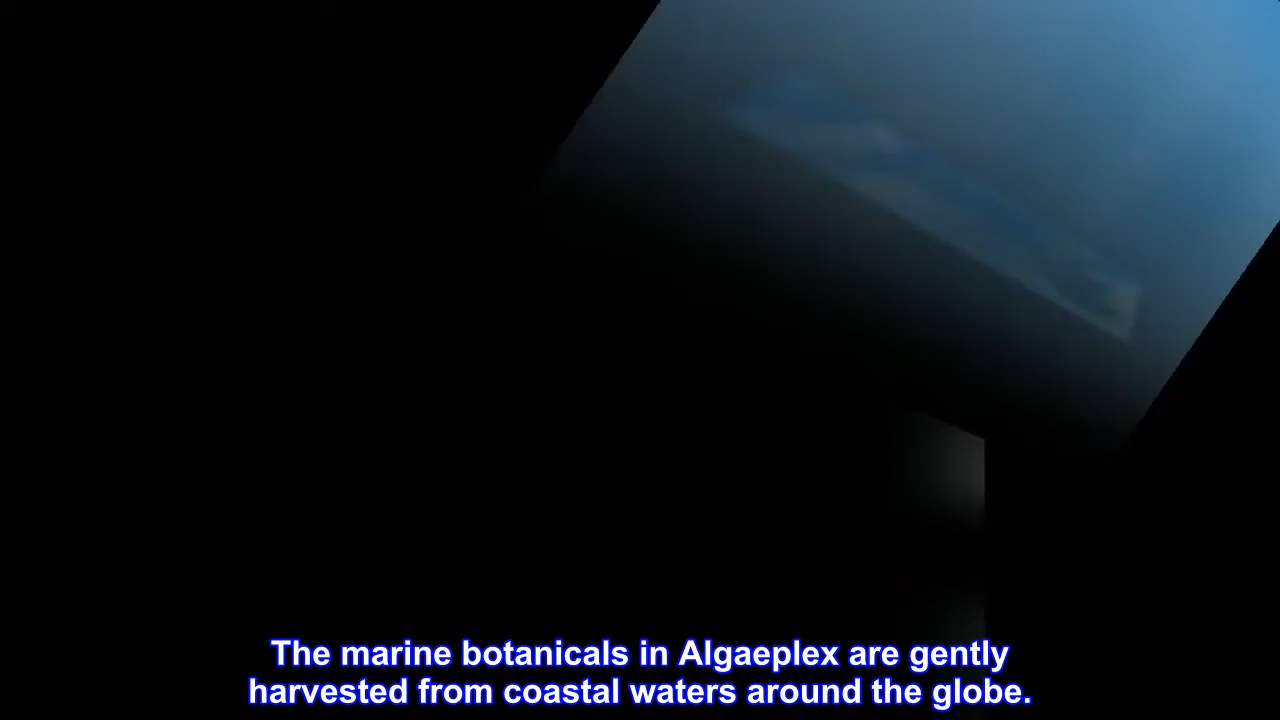 The marine botanicals in Algaeplex are gently
harvested from coastal waters around the globe.